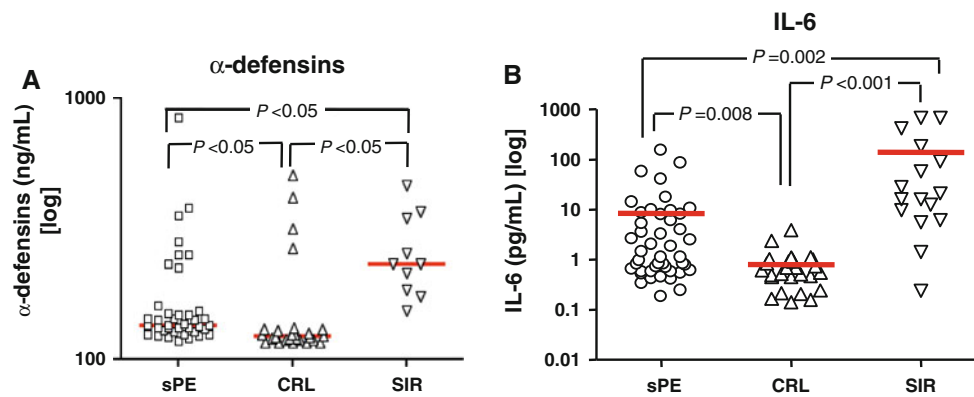 A
α-defensins
α-defensins (ng/mL)
[log]
1000
100
P <0.05
P <0.05
P <0.05
sPE
CRL
SIR
B
IL-6
IL-6 (pg/mL) [log]
1000
100
10
1
0.1
0.01
P =0.002
P <0.001
P =0.008
sPE
CRL
SIR